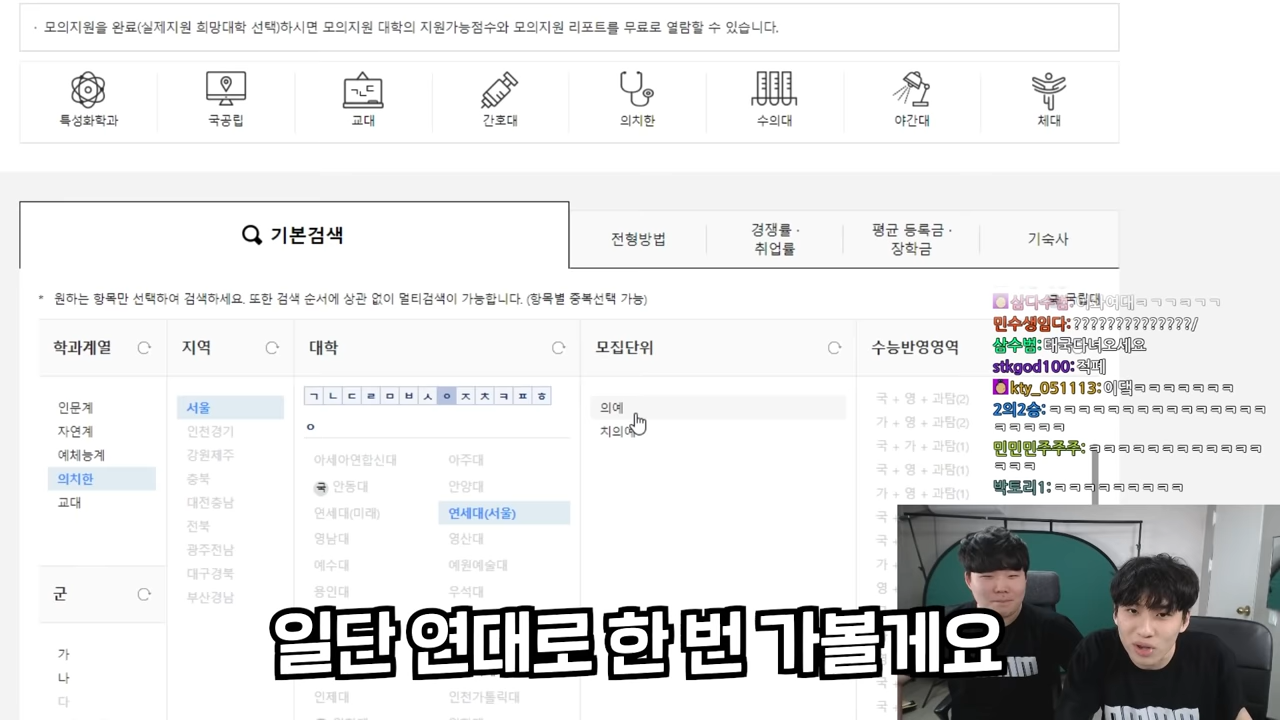 · 모의지원을 완료(실제지원 희망대학 선택)하시면 모의지원 대학의 지원가능점수와 모의지원 리포트를 무료로 열람할 수 있습니다.
특성화학과
국공립
교대
간호대
의치한
수의대
야간대
체대
기본검색
전형방법
경쟁률 ·
취업률
평균 등록금 ·
장학금
기숙사
* 원하는 항목만 선택하여 검색하세요. 또한 검색 순서에 상관 없이 멀티검색이 가능합니다. (항목별 중복선택 가능)
국 국립대
학과계열
지역
대학
모집단위
수능반영영역
인문계
자연계
예체능계
의치한
교대
군
가
나
다
서울
인천경기
강원제주
충북
대전충남
전북
광주전남
대구경북
부산경남
ㄱ ㄴ ㄷ ㄹ ㅁ ㅂ ㅅ ㅇ ㅈ ㅊ ㅋ ㅍ ㅎ
ㅇ
아세아연합신대 아주대
국 안동대 안양대
연세대(미래) 연세대(서울)
영남대 영산대
예수대 예원예술대
용인대 우석대
인제대 인천가톨릭대
의예
치의예
국 + 영 + 과탐(2)
가 + 영 + 과탐(2)
국 + 가 + 과탐(1)
국 + 영 + 과탐(1)
가 + 영 + 과탐(1)
민수생임다: ??????????????/
삼수범: 태국다녀오세요
stkgod100: 적폐
kty_051113: 이댘ㅋㅋㅋㅋㅋㅋㅋ
2의2승: ㅋㅋㅋㅋㅋㅋㅋㅋㅋㅋㅋㅋㅋㅋㅋ
ㅋㅋㅋㅋㅋ
민민민주주주: ㅋㅋㅋㅋㅋㅋㅋㅋㅋㅋㅋㅋ
ㅋㅋㅋ
박토리1: ㅋㅋㅋㅋㅋㅋㅋㅋㅋ
일단 연대로 한 번 가볼게요